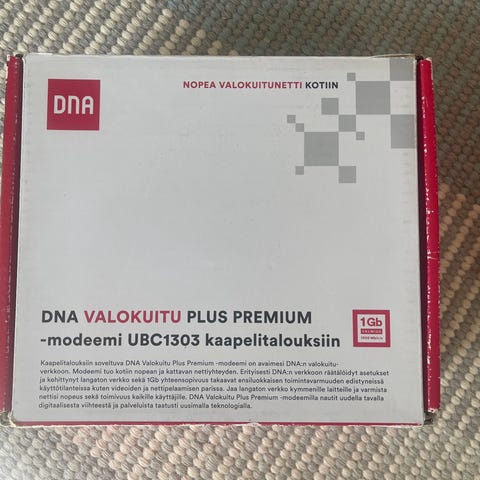 NOPEA VALOKUITUNETTI KOTIIN
DNA
DNA VALOKUITU PLUS PREMIUM
-modeemi UBC1303 kaapelitalouksiin
1Gb
Kaapelitalouksiin soveltuva DNA Valokuitu Plus Premium -modeemi on avaimesi DNA:n valokuitu-
verkkoon. Modeemi tuo kotiin nopean ja kattavan nettiyhteyden. Erityisesti DNA:n verkkoon räätälöidyt asetukset
ja kehittynyt langaton verkko sekä 1Gb yhteensopivuus takaavat ensiluokkaisen toimintavarmuuden edistyneissä
käyttötilanteissa kuten videoiden ja nettipelaamisen parissa. Jaa langaton verkko kymmenille laitteille ja varmista
nettisi nopeus sekä toimivuus kaikille käyttäjille. DNA Valokuitu Plus Premium -modeemilla nautit uudella tavalla
digitaalisesta viihteestä ja palveluista taatusti uusimalla teknologialla.